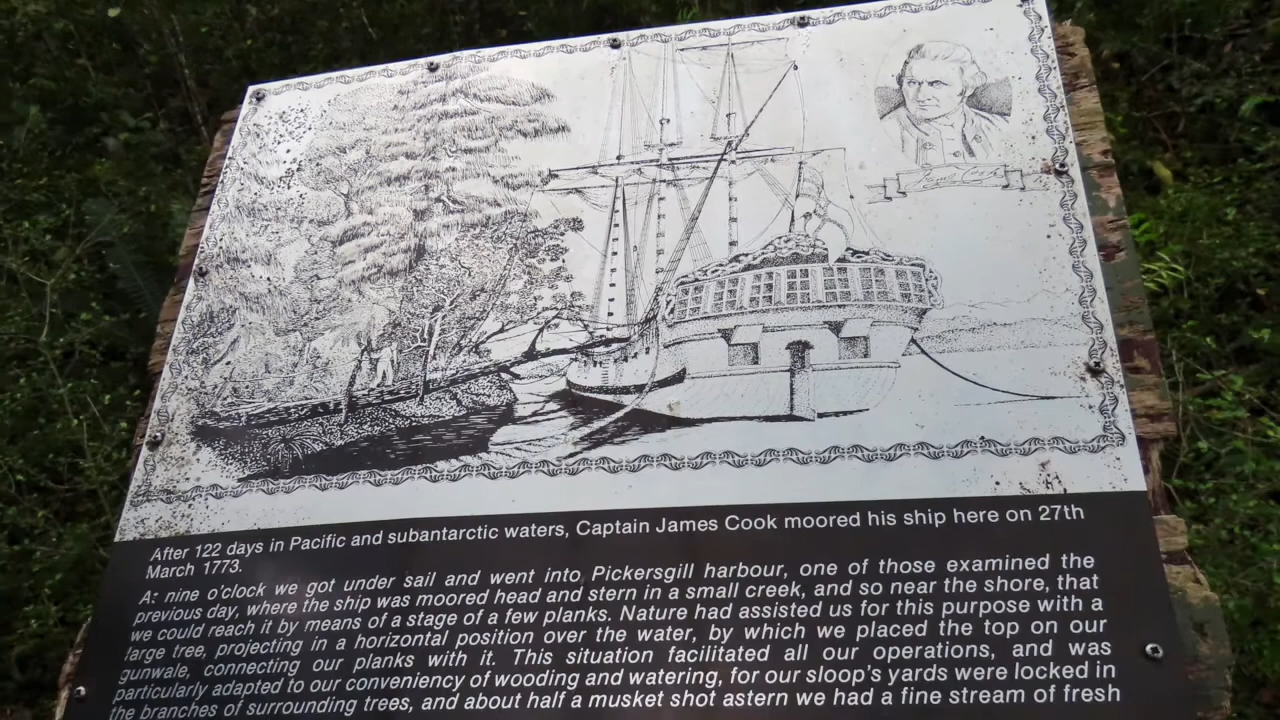 James Cook
After 122 days in Pacific and subantarctic waters, Captain James Cook moored his ship here on 27th
March 1773.
A: nine o'clock we got under sail and went into Pickersgill harbour, one of those examined the
previous day, where the ship was moored head and stern in a small creek, and so near the shore, that
we could reach it by means of a stage of a few planks. Nature had assisted us for this purpose with a
large tree, projecting in a horizontal position over the water, by which we placed the top on our
gunwale, connecting our planks with it. This situation facilitated all our operations, and was
particularly adapted to our conveniency of wooding and watering, for our sloop's yards were locked in
the branches of surrounding trees, and about half a musket shot astern we had a fine stream of fresh